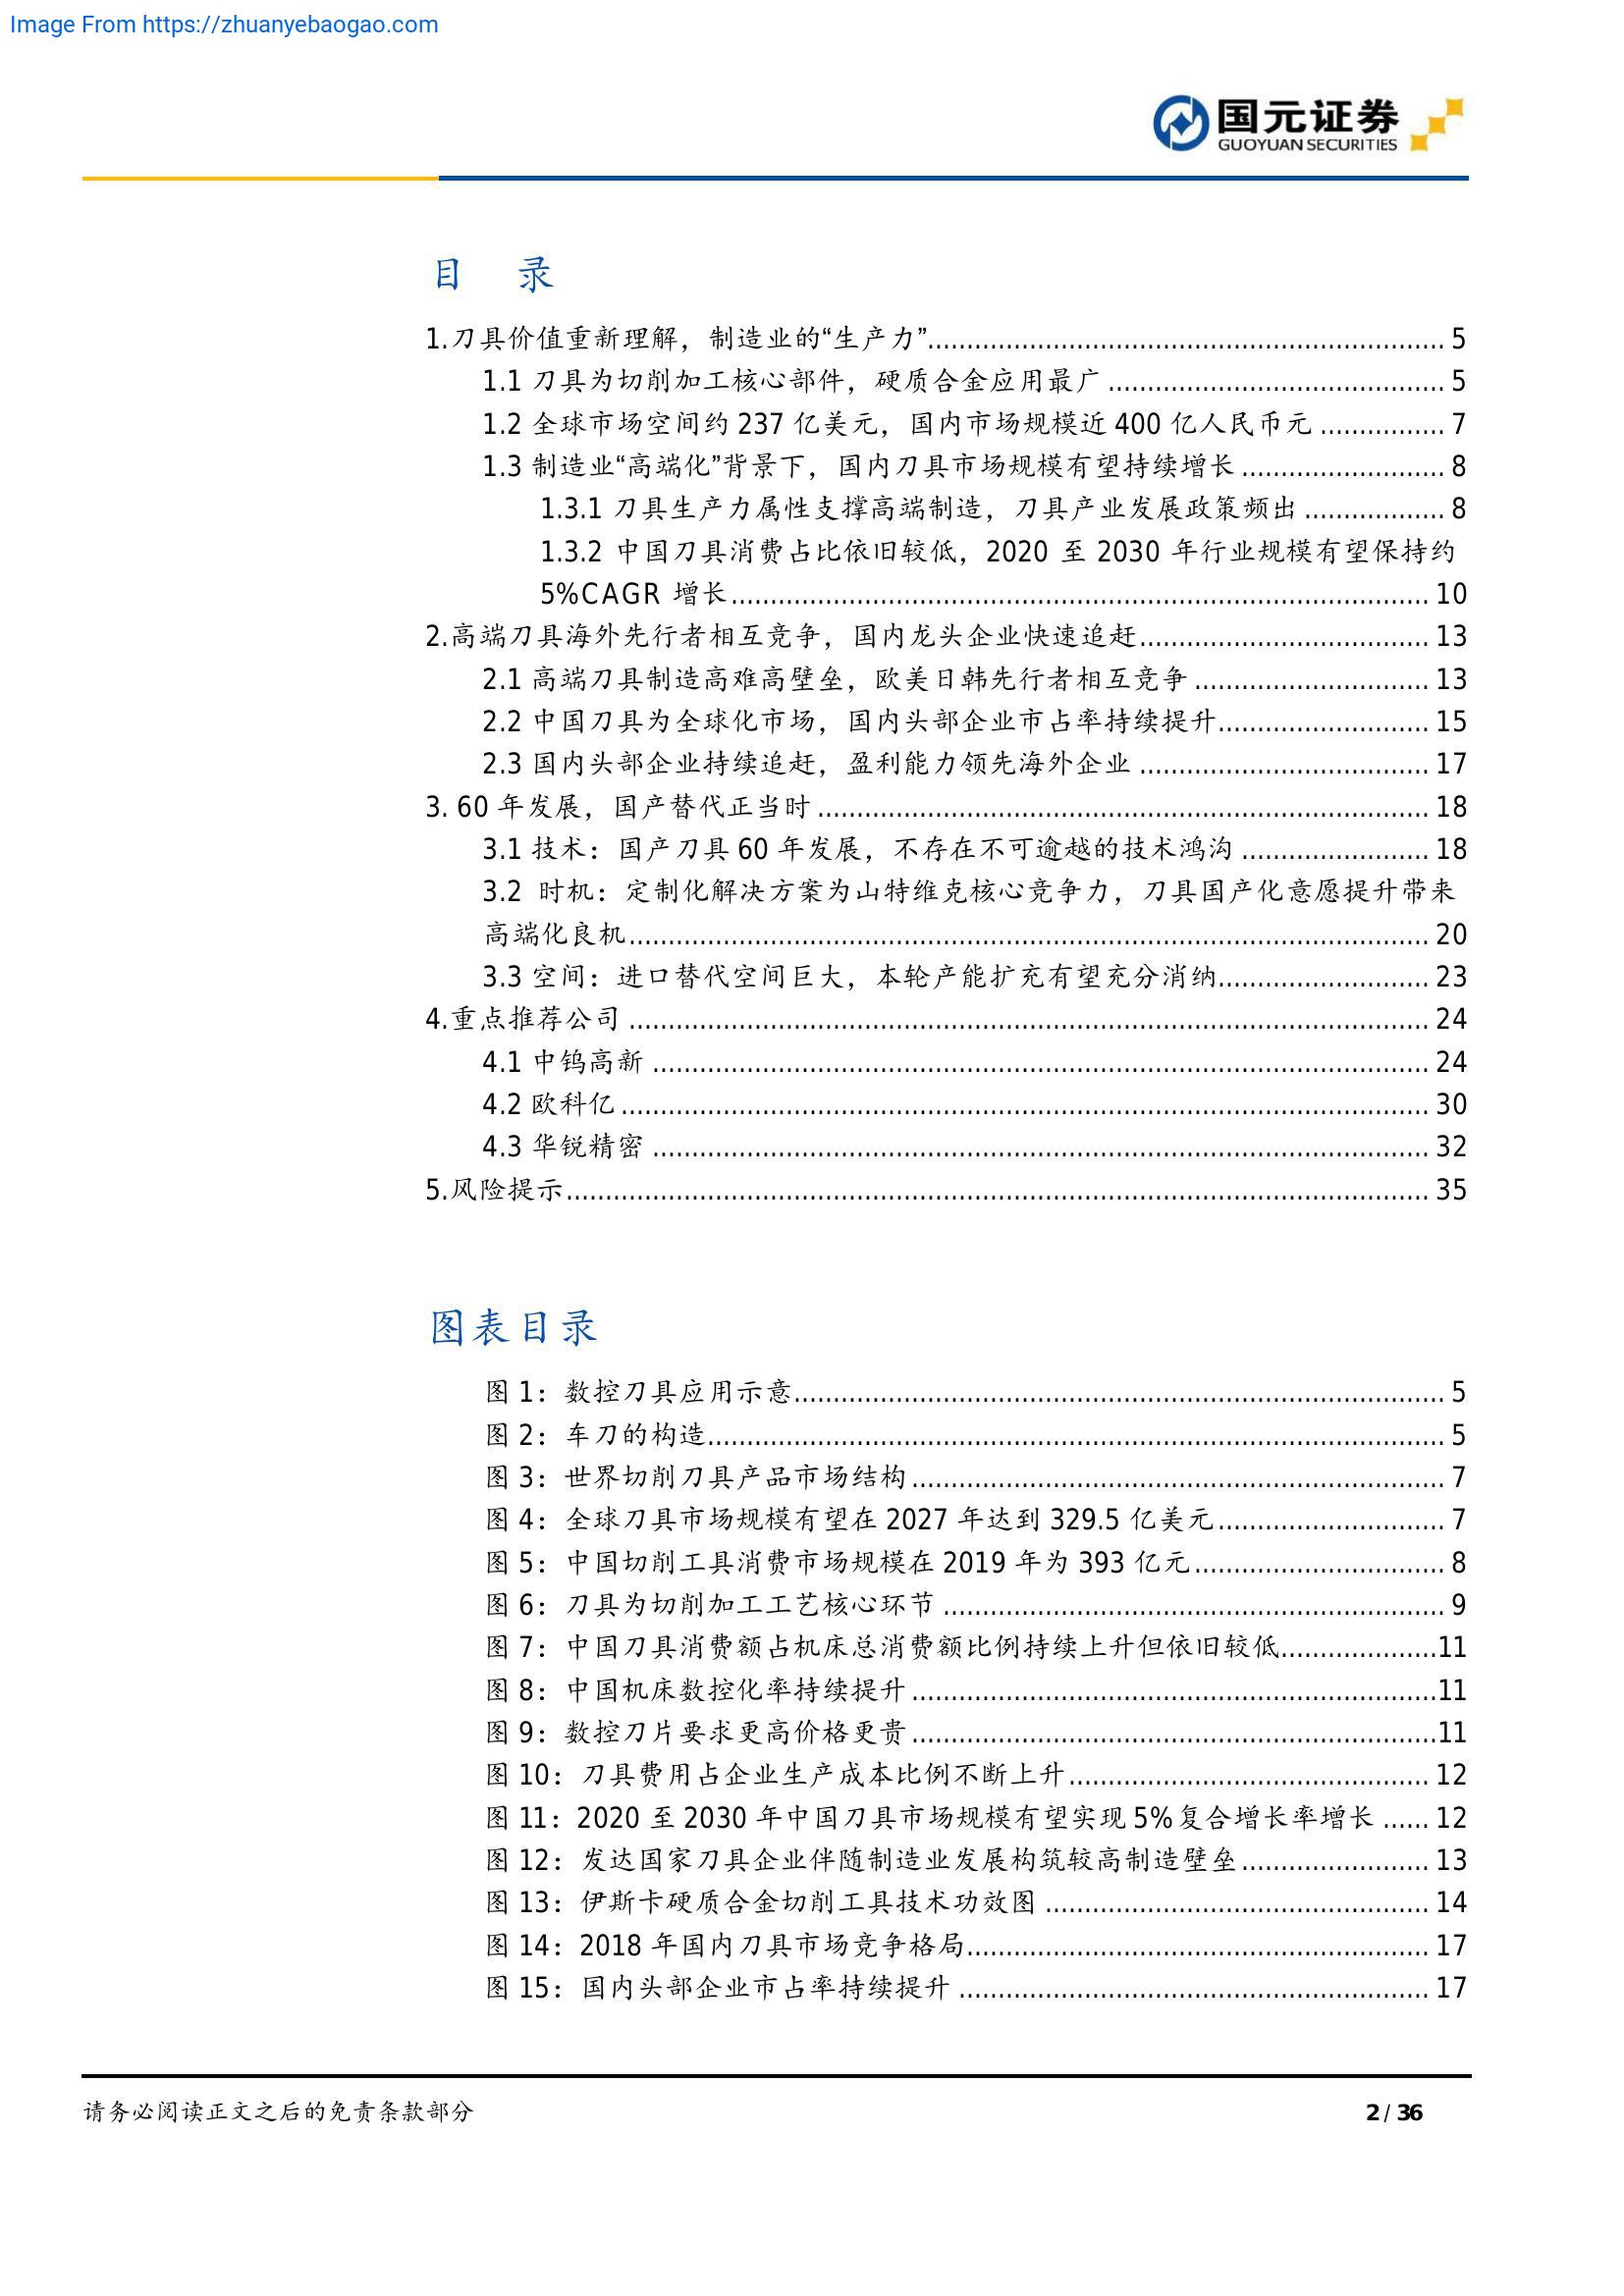 Image From https://zhuanyebaogao.com
国元证券
GUOYUAN SECURITIES
目 录
1.刀具价值重新理解，制造业的“生产力”..................................................................5
1.1 刀具为切削加工核心部件，硬质合金应用最广...........................................5
1.2 全球市场空间约 237 亿美元，国内市场规模近 400 亿人民币元................7
1.3 制造业“高端化”背景下，国内刀具市场规模有望持续增长..........................8
1.3.1 刀具生产力属性支撑高端制造，刀具产业发展政策频出..................8
1.3.2 中国刀具消费占比依旧较低，2020 至 2030 年行业规模有望保持约
5%CAGR 增长.........................................................................................10
2.高端刀具海外先行者相互竞争，国内龙头企业快速追赶.....................................13
2.1 高端刀具制造高难高壁垒，欧美日韩先行者相互竞争..............................13
2.2 中国刀具为全球化市场，国内头部企业市占率持续提升...........................15
2.3 国内头部企业持续追赶，盈利能力领先海外企业.....................................17
3. 60 年发展，国产替代正当时..............................................................................18
3.1 技术：国产刀具 60 年发展，不存在不可逾越的技术鸿沟........................18
3.2 时机：定制化解决方案为山特维克核心竞争力，刀具国产化意愿提升带来
高端化良机......................................................................................................20
3.3 空间：进口替代空间巨大，本轮产能扩充有望充分消纳...........................23
4.重点推荐公司......................................................................................................24
4.1 中钨高新...................................................................................................24
4.2 欧科亿.......................................................................................................30
4.3 华锐精密...................................................................................................32
5.风险提示..............................................................................................................35
图表目录
图 1：数控刀具应用示意...................................................................................5
图 2：车刀的构造..............................................................................................5
图 3：世界切削刀具产品市场结构....................................................................7
图 4：全球刀具市场规模有望在 2027 年达到 329.5 亿美元.............................7
图 5：中国切削工具消费市场规模在 2019 年为 393 亿元................................8
图 6：刀具为切削加工工艺核心环节................................................................9
图 7：中国刀具消费额占机床总消费额比例持续上升但依旧较低....................11
图 8：中国机床数控化率持续提升...................................................................11
图 9：数控刀片要求更高价格更贵...................................................................11
图 10：刀具费用占企业生产成本比例不断上升..............................................12
图 11：2020 至 2030 年中国刀具市场规模有望实现 5%复合增长率增长......12
图 12：发达国家刀具企业伴随制造业发展构筑较高制造壁垒........................13
图 13：伊斯卡硬质合金切削工具技术功效图.................................................14
图 14：2018 年国内刀具市场竞争格局...........................................................17
图 15：国内头部企业市占率持续提升............................................................17
请务必阅读正文之后的免责条款部分
2 / 36